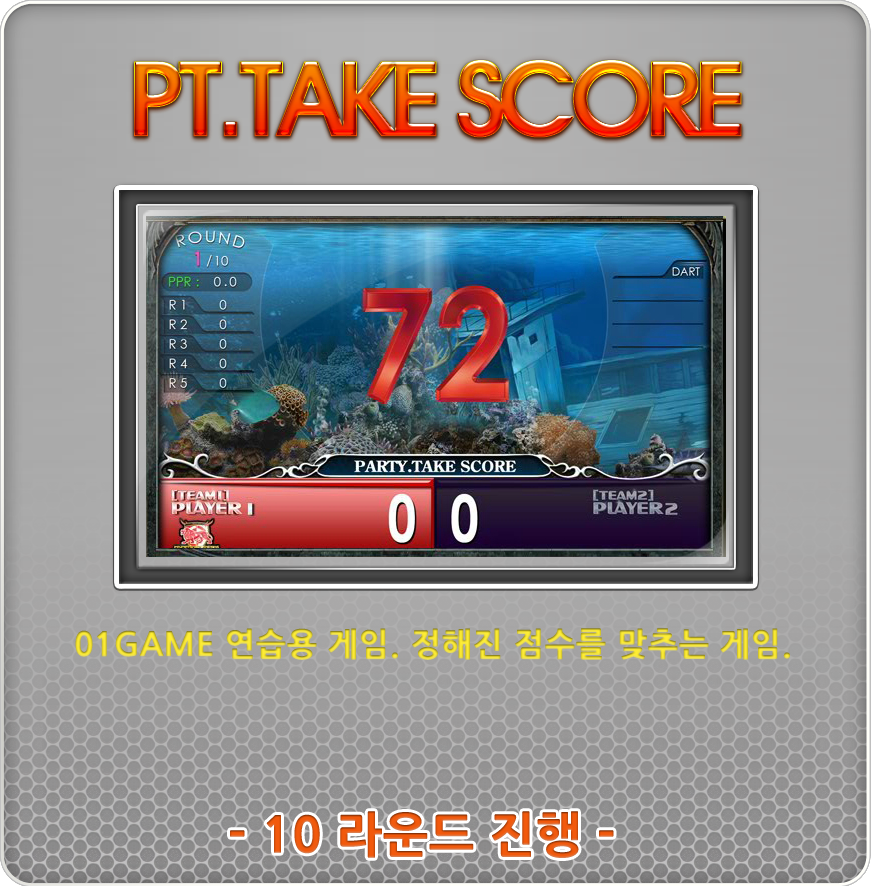 PT.TAKE SCORE
ROUND
1/10
PPR : 0.0
R1 0
R2 0
R3 0
R4 0
R5 0
DART
72
PARTY.TAKE SCORE
[TEAM1]
PLAYER 1
0 0
[TEAM2]
PLAYER 2
01GAME 연습용 게임. 정해진 점수를 맞추는 게임.
- 10 라운드 진행 -